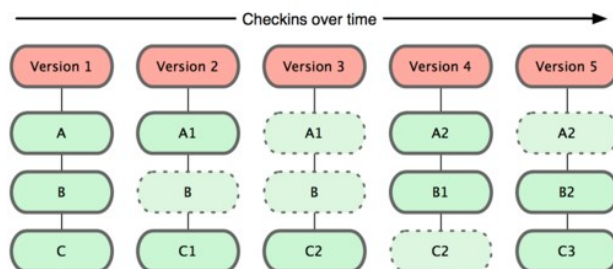 Checkins over time
Version 1 Version 2 Version 3 Version 4 Version 5
A A1 A1 A2 A2
B B B B1 B2
C C1 C2 C2 C3